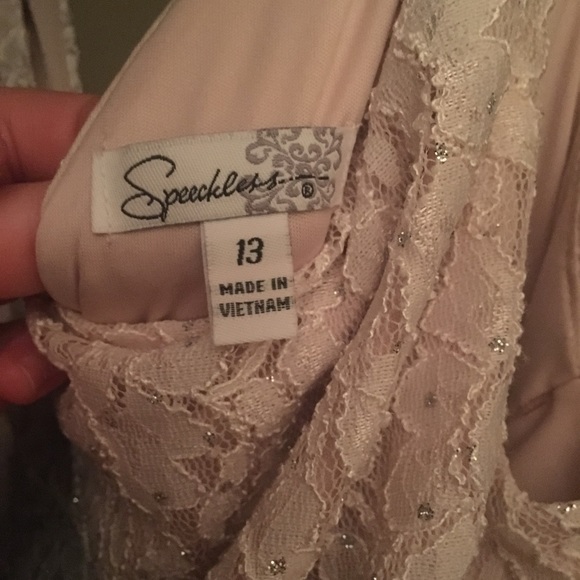 Speechless
®
13
MADE IN
VIETNAM